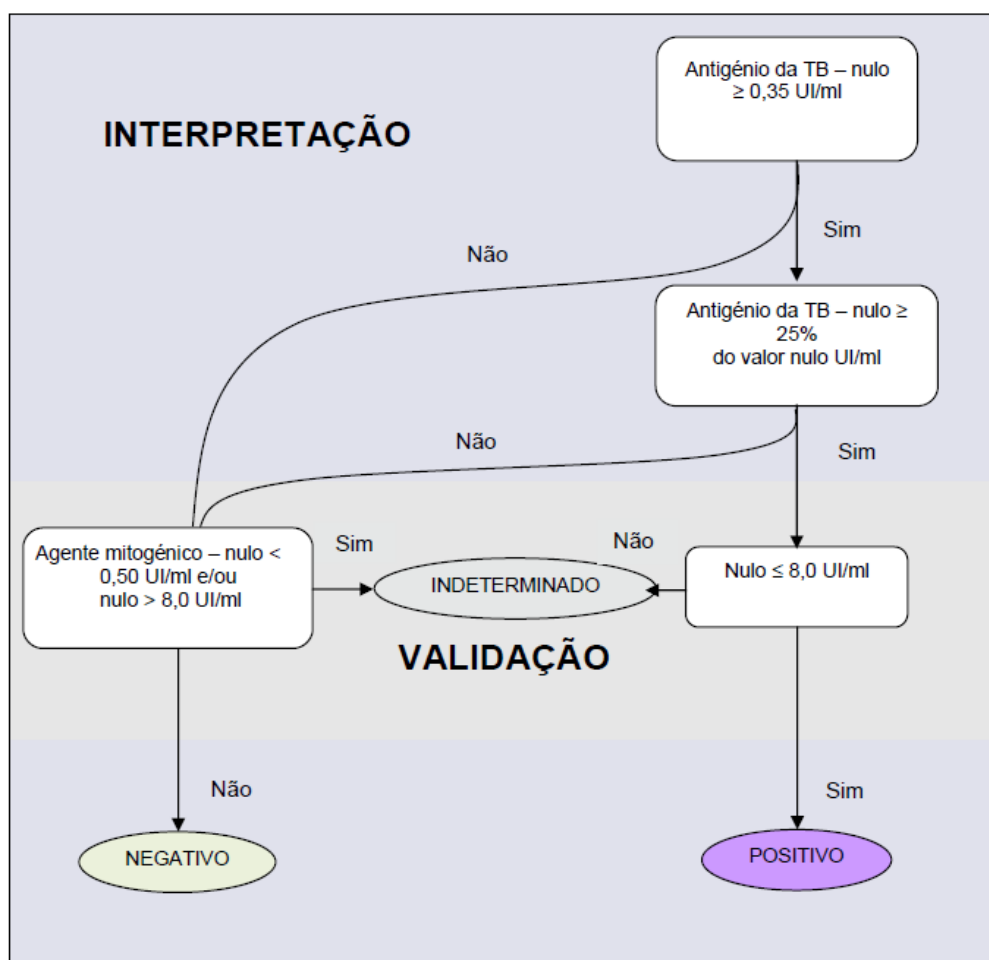 Antigénio da TB – nulo
≥ 0,35 UI/ml
INTERPRETAÇÃO
Não
Sim
Antigénio da TB – nulo ≥
25%
do valor nulo UI/ml
Não
Sim
Agente mitogénico – nulo <
0,50 UI/ml e/ou
nulo > 8,0 UI/ml
Sim
INDETERMINADO
Não
Nulo ≤ 8,0 UI/ml
VALIDAÇÃO
Não
Sim
NEGATIVO
POSITIVO